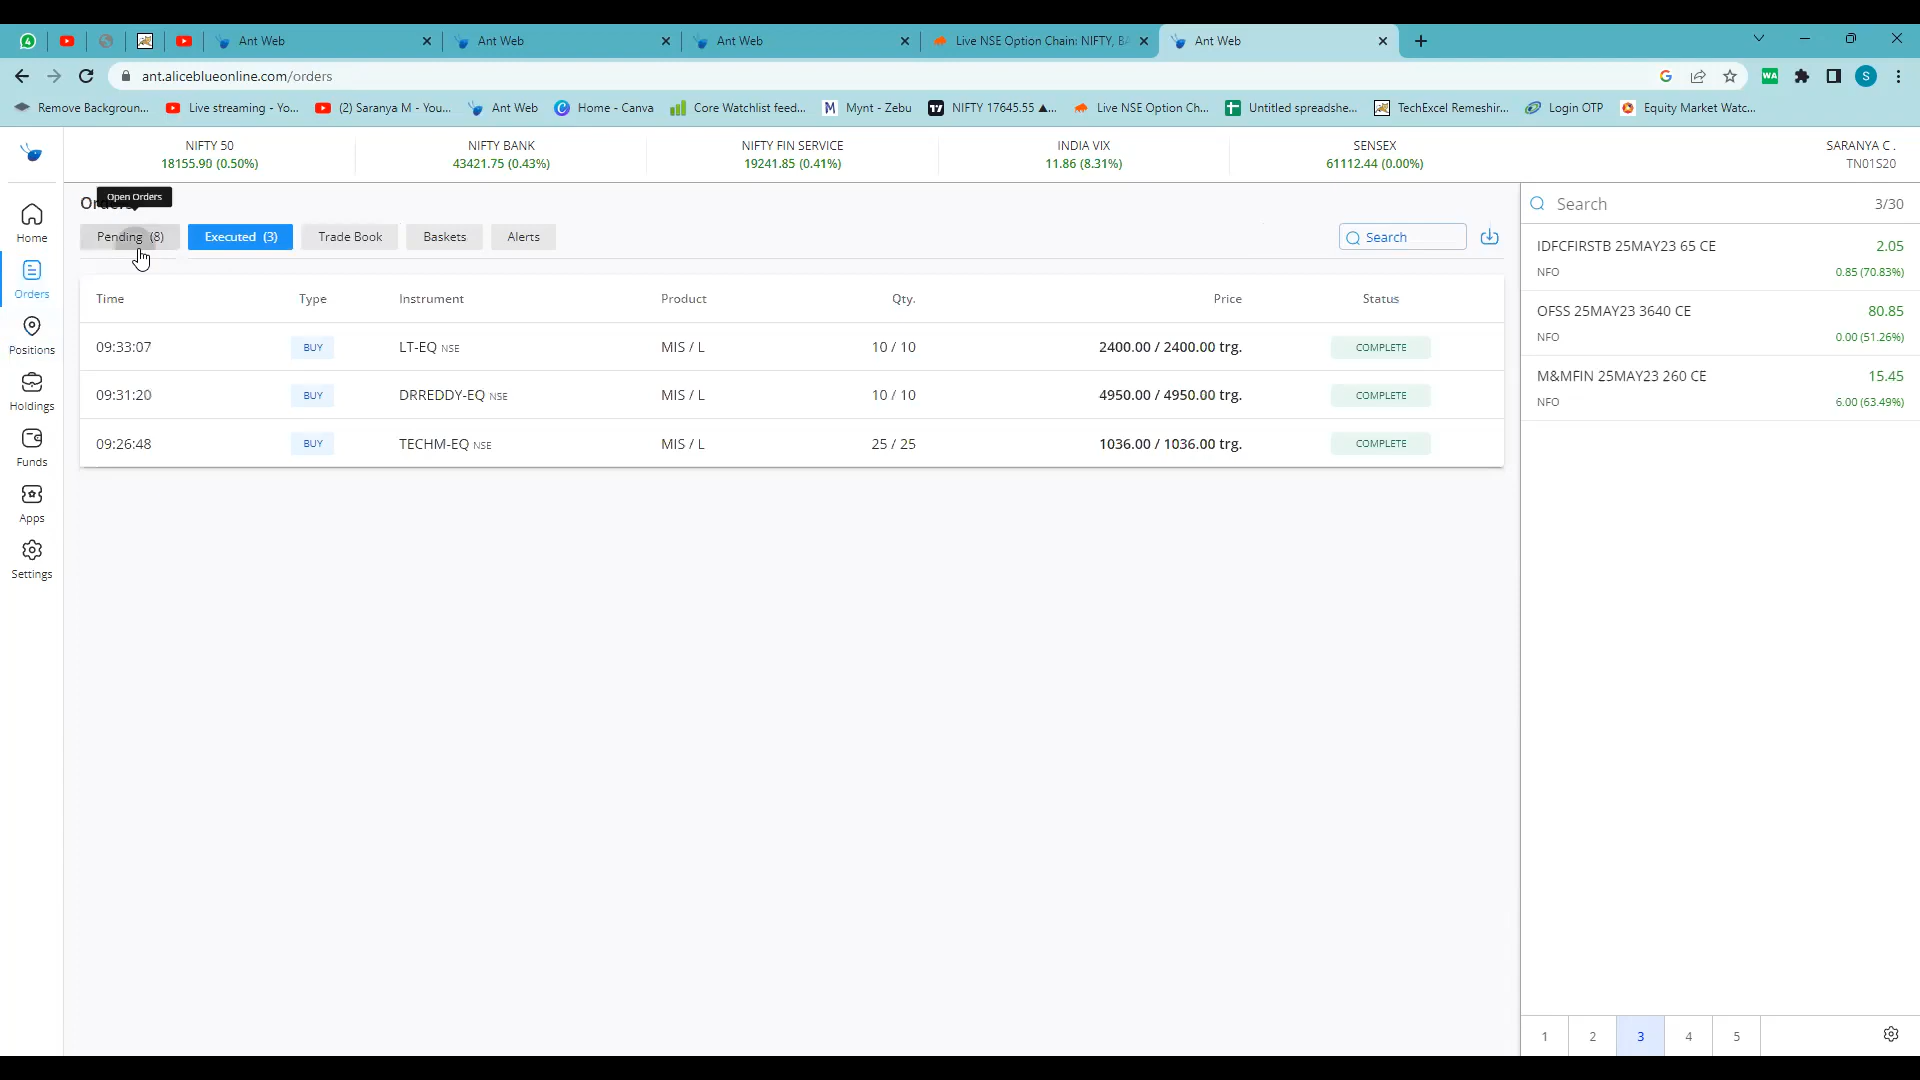 4
Ant Web
Ant Web
Ant Web
Live NSE Option Chain: NIFTY, BA
Ant Web
ant.aliceblueonline.com/orders
WA
S
Remove Backgroun...
Live streaming - Yo...
(2) Saranya M - You...
Ant Web
C
Home - Canva
Core Watchlist feed...
M
Mynt - Zebu
17
NIFTY 17645.55 ▲...
Live NSE Option Ch...
Untitled spreadshe...
TechExcel Remeshir...
Login OTP
Equity Market Watc...
NIFTY 50
18155.90 (0.50%)
NIFTY BANK
43421.75 (0.43%)
NIFTY FIN SERVICE
19241.85 (0.41%)
INDIA VIX
11.86 (8.31%)
SENSEX
61112.44 (0.00%)
SARANYA C .
TN01S20
Home
Orders
Positions
Holdings
Funds
Apps
Settings
Open Orders
Pending (8)
Executed (3)
Trade Book
Baskets
Alerts
Search
Time Type Instrument Product Qty. Price Status
09:33:07 BUY LT-EQ NSE MIS / L 10 / 10 2400.00 / 2400.00 trg. COMPLETE
09:31:20 BUY DRREDDY-EQ NSE MIS / L 10 / 10 4950.00 / 4950.00 trg. COMPLETE
09:26:48 BUY TECHM-EQ NSE MIS / L 25 / 25 1036.00 / 1036.00 trg. COMPLETE
Search 3/30
IDFCFIRSTB 25MAY23 65 CE 2.05
NFO 0.85 (70.83%)
OFSS 25MAY23 3640 CE 80.85
NFO 0.00 (51.26%)
M&MFIN 25MAY23 260 CE 15.45
NFO 6.00 (63.49%)
1 2 3 4 5